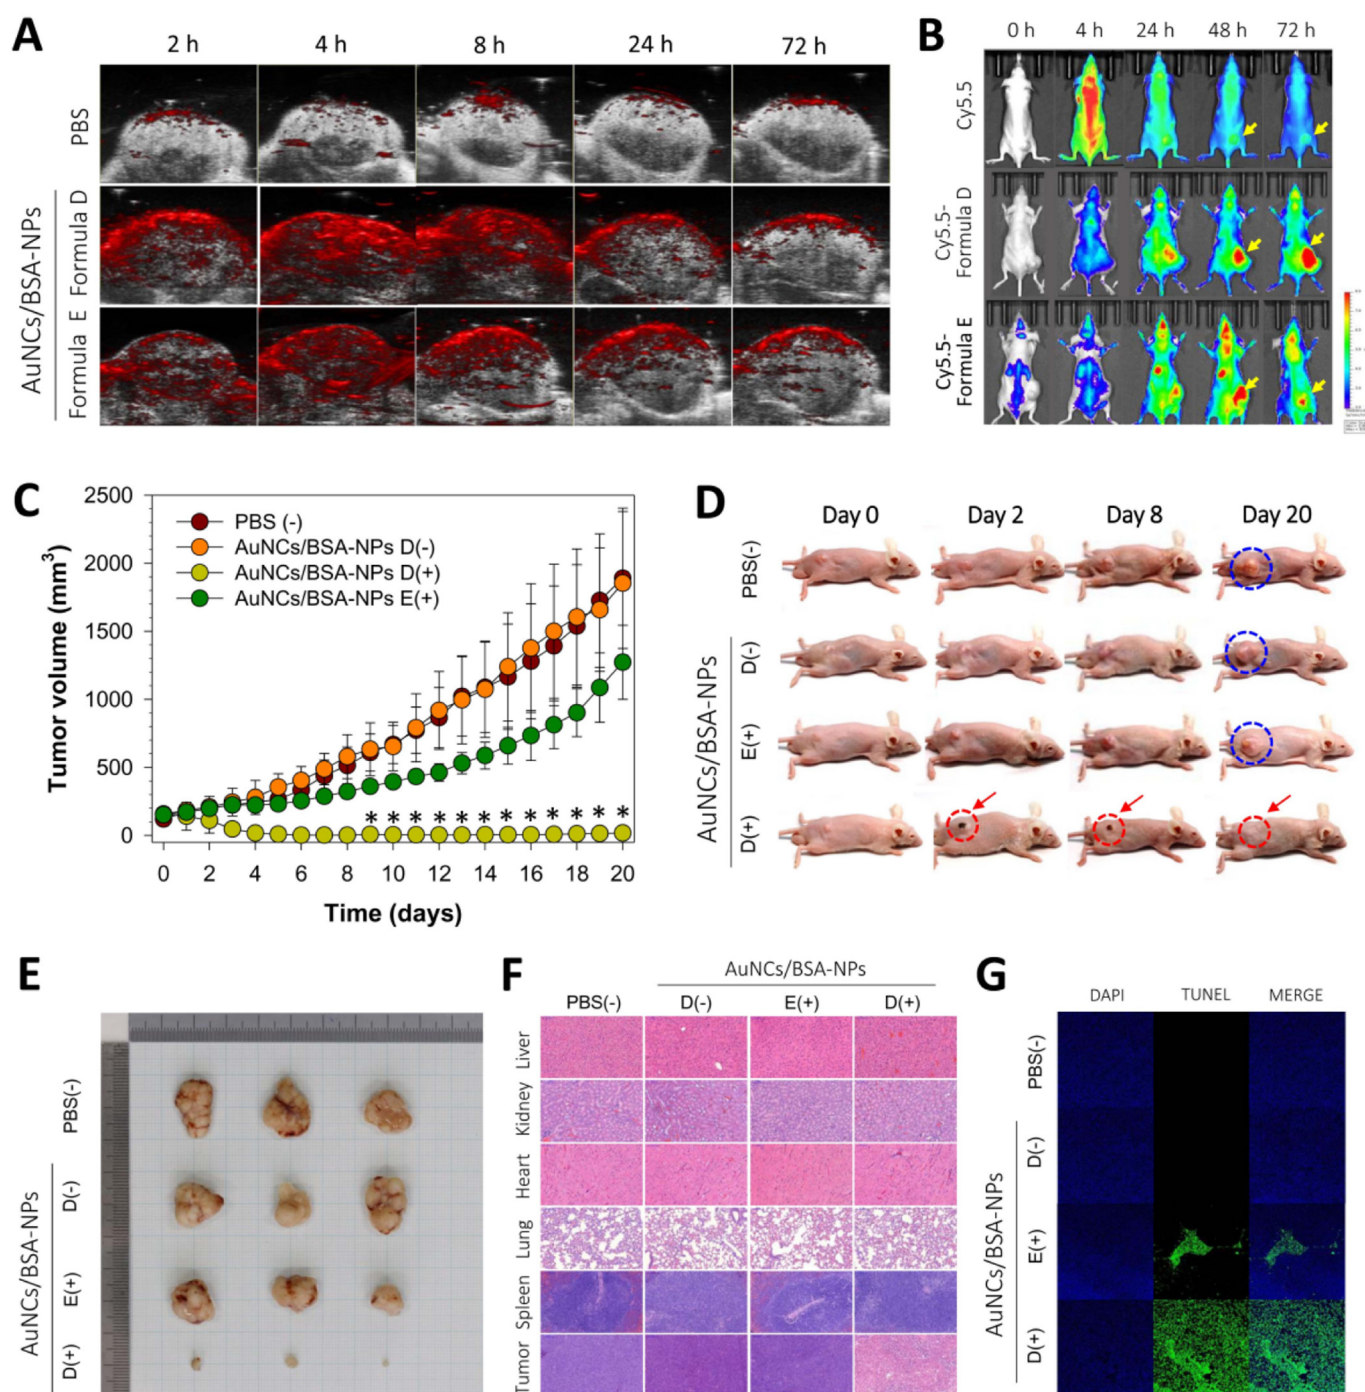 A
2 h 4 h 8 h 24 h 72 h
PBS
AuNCs/BSA-NPs
Formula D
Formula E
B
0 h 4 h 24 h 48 h 72 h
Cy5.5
Cy5.5-
Formula D
Cy5.5-
Formula E
C
Tumor volume (mm³)
2500
2000
1500
1000
500
0
PBS (-)
AuNCs/BSA-NPs D(-)
AuNCs/BSA-NPs D(+)
AuNCs/BSA-NPs E(+)
* * * * * * * * * * * *
0 2 4 6 8 10 12 14 16 18 20
Time (days)
D
Day 0 Day 2 Day 8 Day 20
PBS(-)
AuNCs/BSA-NPs
D(-)
E(+)
D(+)
E
PBS(-)
AuNCs/BSA-NPs
D(-)
E(+)
D(+)
F
AuNCs/BSA-NPs
PBS(-) D(-) E(+) D(+)
Liver
Kidney
Heart
Lung
Spleen
Tumor
G
DAPI TUNEL MERGE
PBS(-)
AuNCs/BSA-NPs
D(-)
E(+)
D(+)